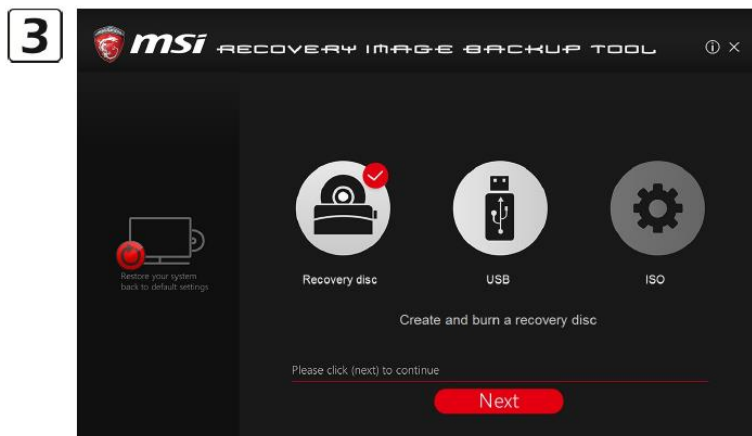 3
msi RECOVERY IMAGE BACKUP TOOL
Recovery disc
USB
ISO
Restore your system
back to default settings
Create and burn a recovery disc
Please click (next) to continue
Next